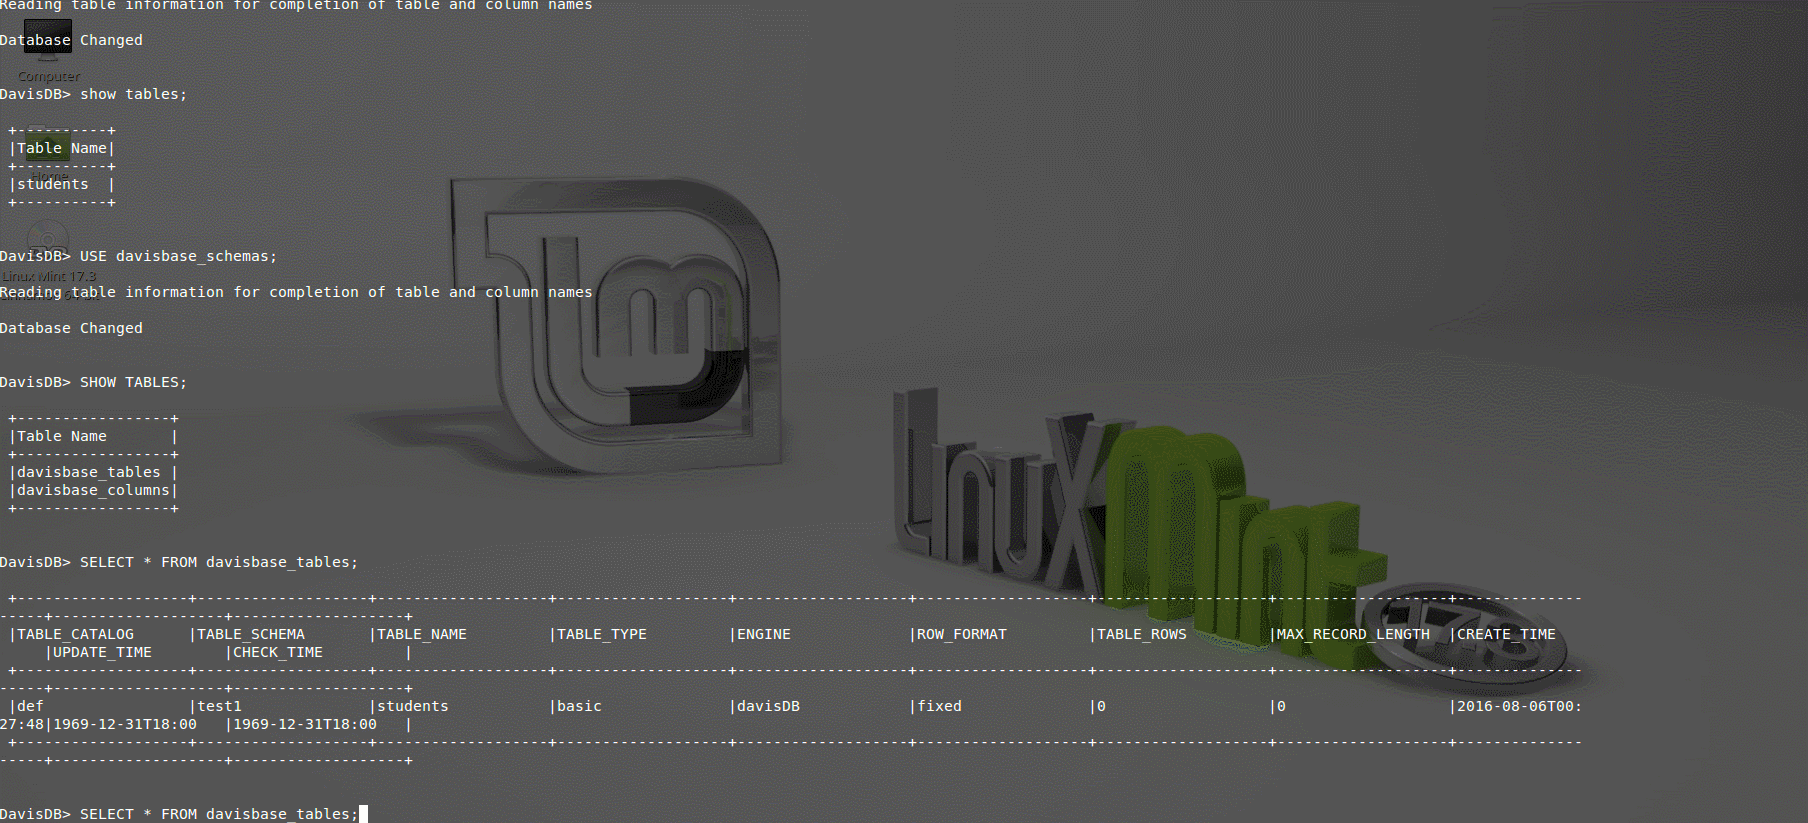 Reading table information for completion of table and column names
Database Changed
Computer
DavisDB> show tables;
+----------+
|Table Name|
+----------+
Home
|students  |
+----------+
DavisDB> USE davisbase_schemas;
Linux Mint 17.3
Reading table information for completion of table and column names
Database Changed
DavisDB> SHOW TABLES;
+-----------------+
|Table Name       |
+-----------------+
|davisbase_tables |
|davisbase_columns|
+-----------------+
Linux Mint
17.3
DavisDB> SELECT * FROM davisbase_tables;
+-------------------+-------------------+-------------------+-------------------+-------------------+-------------------+-------------------+-------------------+--------------
-----+-------------------+-------------------+
|TABLE_CATALOG      |TABLE_SCHEMA       |TABLE_NAME         |TABLE_TYPE         |ENGINE             |ROW_FORMAT         |TABLE_ROWS         |MAX_RECORD_LENGTH  |CREATE_TIME
     |UPDATE_TIME        |CHECK_TIME         |
+-------------------+-------------------+-------------------+-------------------+-------------------+-------------------+-------------------+-------------------+--------------
-----+-------------------+-------------------+
|def                |test1              |students           |basic              |davisDB            |fixed              |0                  |0                  |2016-08-06T00:
27:48|1969-12-31T18:00   |1969-12-31T18:00   |
+-------------------+-------------------+-------------------+-------------------+-------------------+-------------------+-------------------+-------------------+--------------
-----+-------------------+-------------------+
DavisDB> SELECT * FROM davisbase_tables;